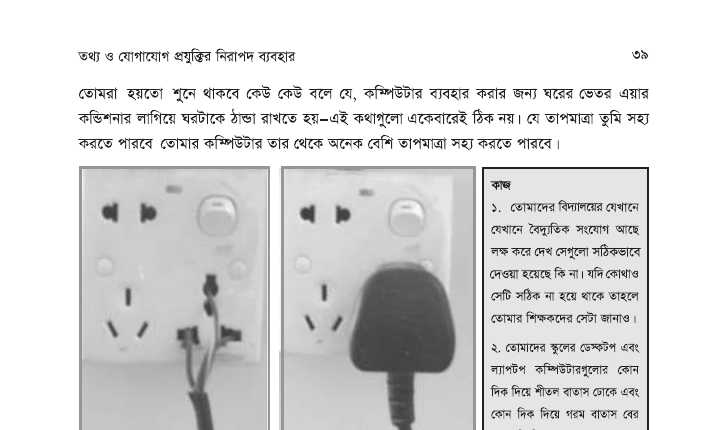 তথ্য ও যোগাযোগ প্রযুক্তির নিরাপদ ব্যবহার
৩৯
তোমরা হয়তো শুনে থাকবে কেউ কেউ বলে যে, কম্পিউটার ব্যবহার করার জন্য ঘরের ভেতর এয়ার
কন্ডিশনার লাগিয়ে ঘরটাকে ঠান্ডা রাখতে হয়–এই কথাগুলো একেবারেই ঠিক নয়। যে তাপমাত্রা তুমি সহ্য
করতে পারবে তোমার কম্পিউটার তার থেকে অনেক বেশি তাপমাত্রা সহ্য করতে পারবে।
কাজ
১. তোমাদের বিদ্যালয়ের যেখানে
যেখানে বৈদ্যুতিক সংযোগ আছে
লক্ষ করে দেখ সেগুলো সঠিকভাবে
দেওয়া হয়েছে কি না। যদি কোথাও
সেটি সঠিক না হয়ে থাকে তাহলে
তোমার শিক্ষকদের সেটা জানাও।
২. তোমাদের স্কুলের ডেস্কটপ এবং
ল্যাপটপ কম্পিউটারগুলোর কোন
দিক দিয়ে শীতল বাতাস ঢোকে এবং
কোন দিক দিয়ে গরম বাতাস বের